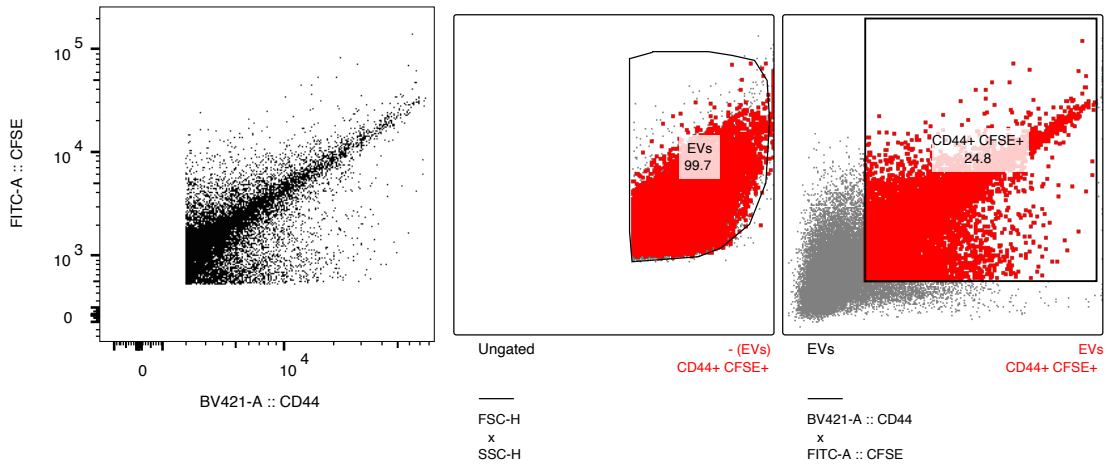 FITC-A :: CFSE
10 5
10 4
10 3
0
0
10 4
BV421-A :: CD44
EVs
99.7
Ungated
- (EVs)
CD44+ CFSE+
FSC-H
x
SSC-H
CD44+ CFSE+
24.8
EVs
EVs
CD44+ CFSE+
BV421-A :: CD44
x
FITC-A :: CFSE